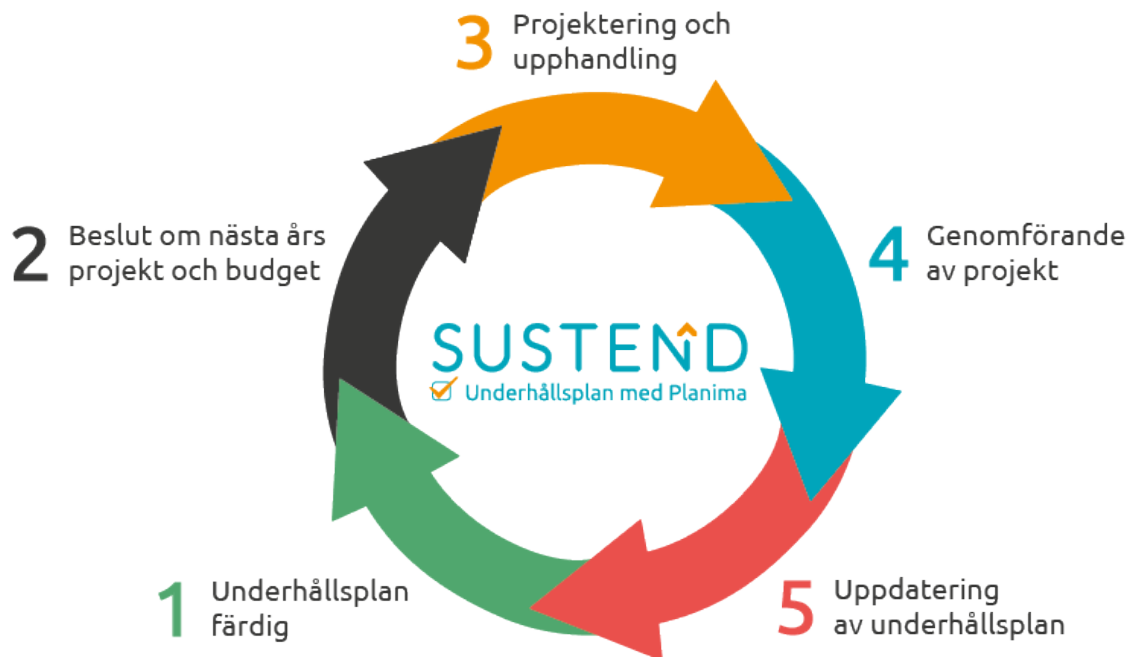 3 Projektering och
upphandling
2 Beslut om nästa års
projekt och budget
4 Genomförande
av projekt
SUSTEND
Underhållsplan med Planima
1 Underhållsplan
färdig
5 Uppdatering
av underhållsplan